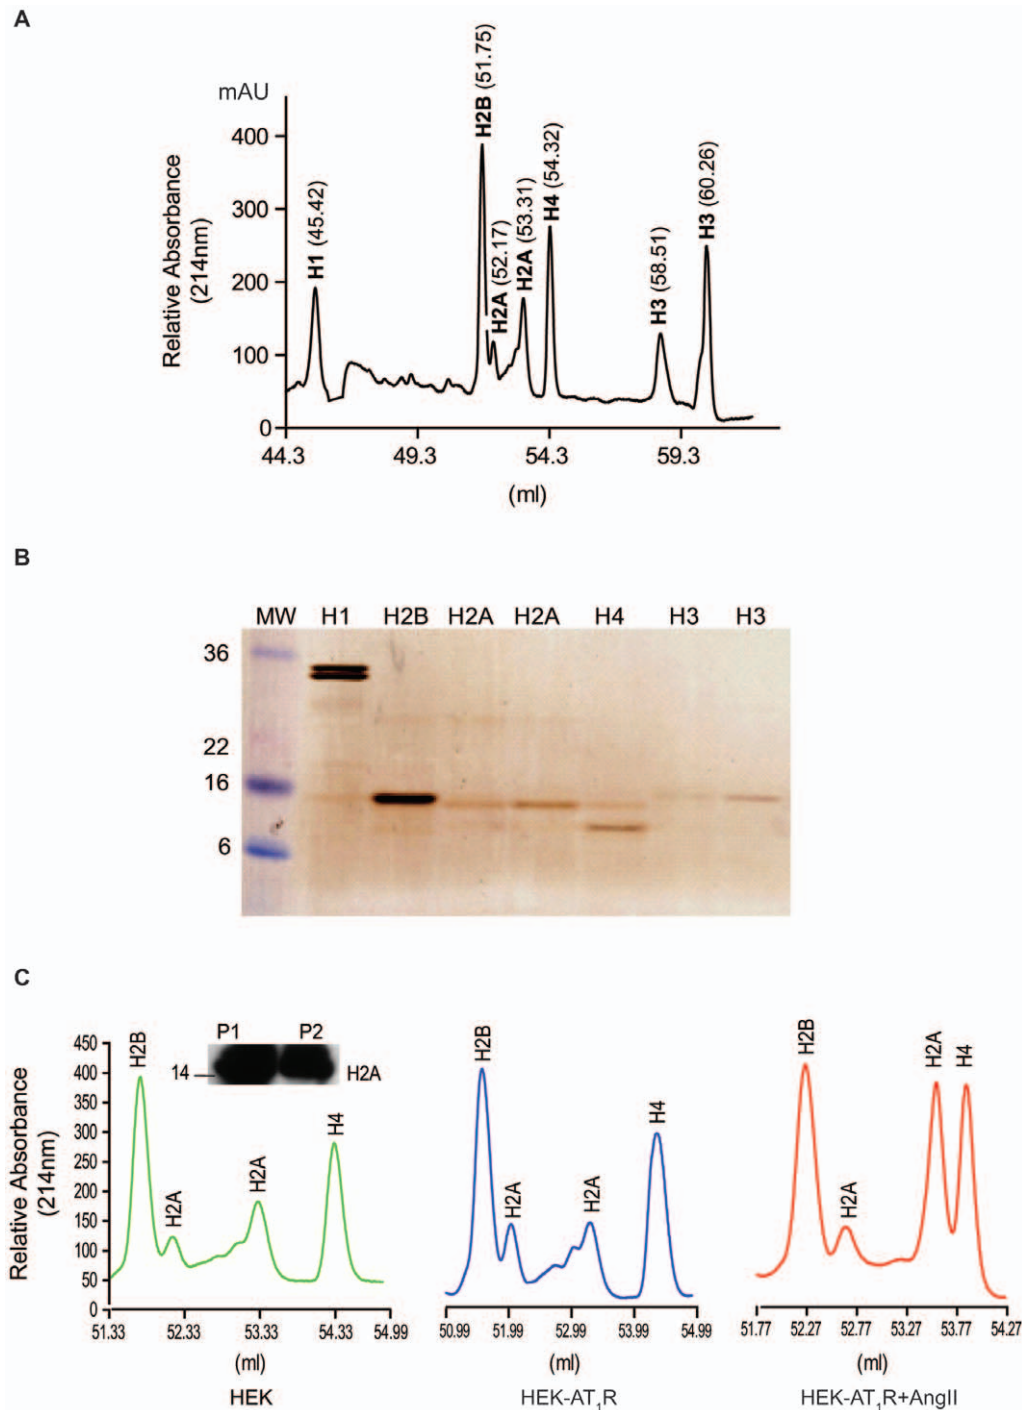 A
mAU
Relative Absorbance
(214nm)
400
300
200
100
0
H1 (45.42)
H2B (51.75)
H2A (52.17)
H2A (53.31)
H4 (54.32)
H3 (58.51)
H3 (60.26)
44.3 49.3 54.3 59.3
(ml)
B
MW H1 H2B H2A H2A H4 H3 H3
36
22
16
6
C
Relative Absorbance
(214nm)
450
400
350
300
250
200
150
100
50
0
H2B
H2A
H2A
H4
P1 P2
14 H2A
51.33 52.33 53.33 54.33 54.99
(ml)
HEK
H2B
H2A
H2A
H4
50.99 51.99 52.99 53.99 54.99
(ml)
HEK-AT₁R
H2B
H2A
H2A
H4
51.77 52.27 52.77 53.27 53.77 54.27
(ml)
HEK-AT₁R+AngII